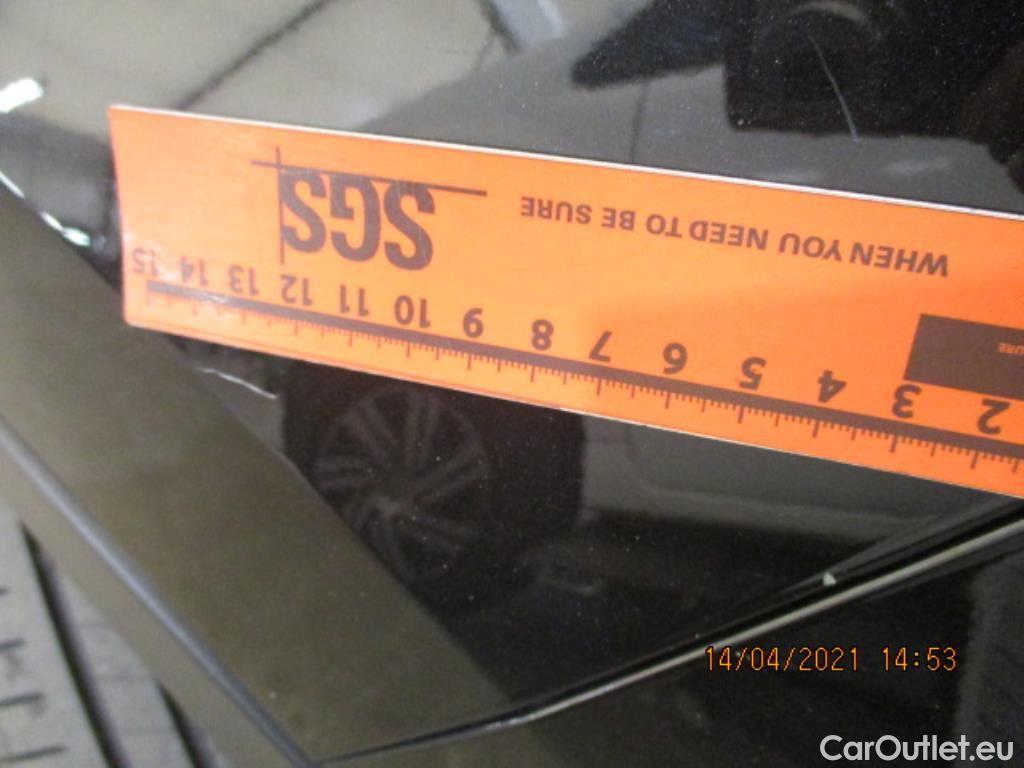 SGS
WHEN YOU NEED TO BE SURE
2 3 4 5 6 7 8 9 10 11 12 13 14 15
14/04/2021 14:53
CarOutlet.eu